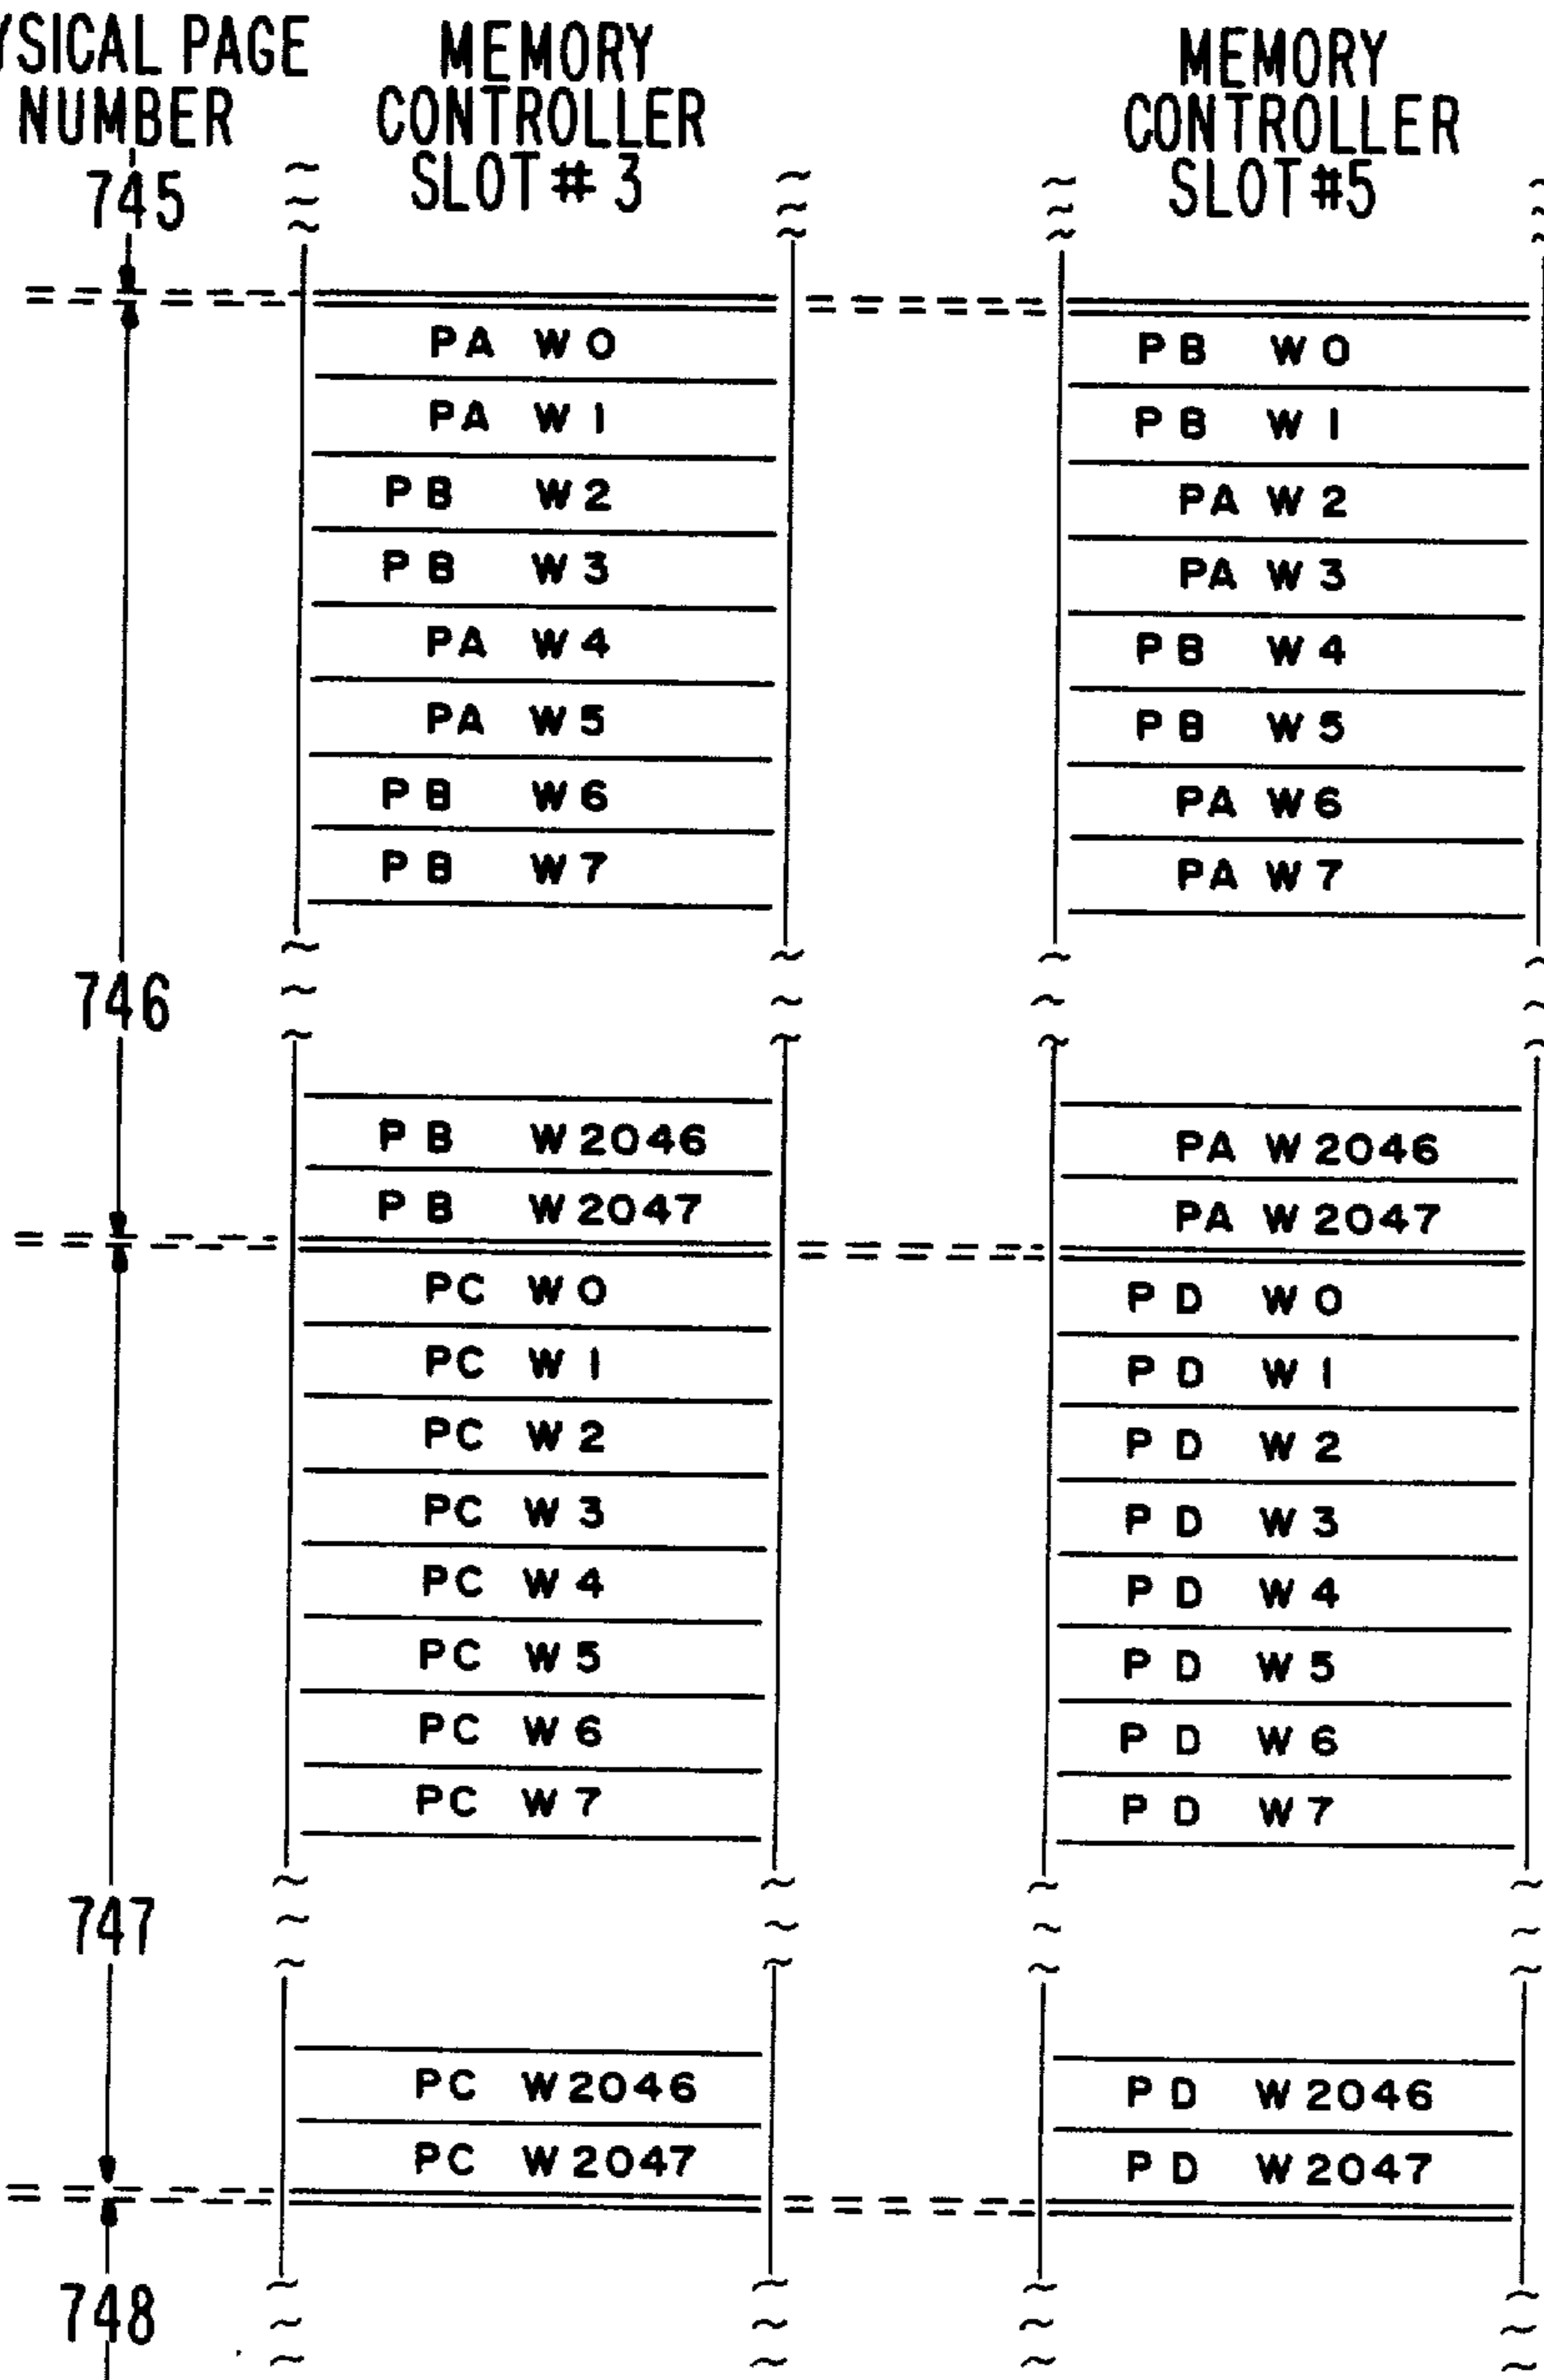 YSICAL PAGE
NUMBER
MEMORY
CONTROLLER
SLOT # 3
MEMORY
CONTROLLER
SLOT #5
745
PA W0
PB W0
PA W1
PB W1
PB W2
PA W2
PB W3
PA W3
PA W4
PB W4
PA W5
PB W5
PB W6
PA W6
PB W7
PA W7
746
PB W2046
PA W2046
PB W2047
PA W2047
PC W0
PD W0
PC W1
PD W1
PC W2
PD W2
PC W3
PD W3
PC W4
PD W4
PC W5
PD W5
PC W6
PD W6
PC W7
PD W7
747
PC W2046
PD W2046
PC W2047
PD W2047
748